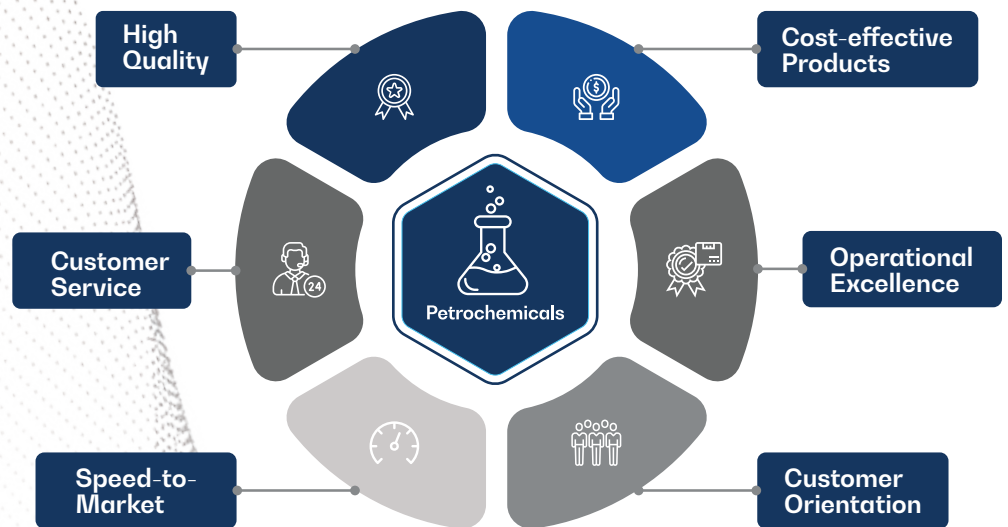 High
Quality
Cost-effective
Products
$
Customer
Service
24
Petrochemicals
Operational
Excellence
Speed-to-
Market
Customer
Orientation